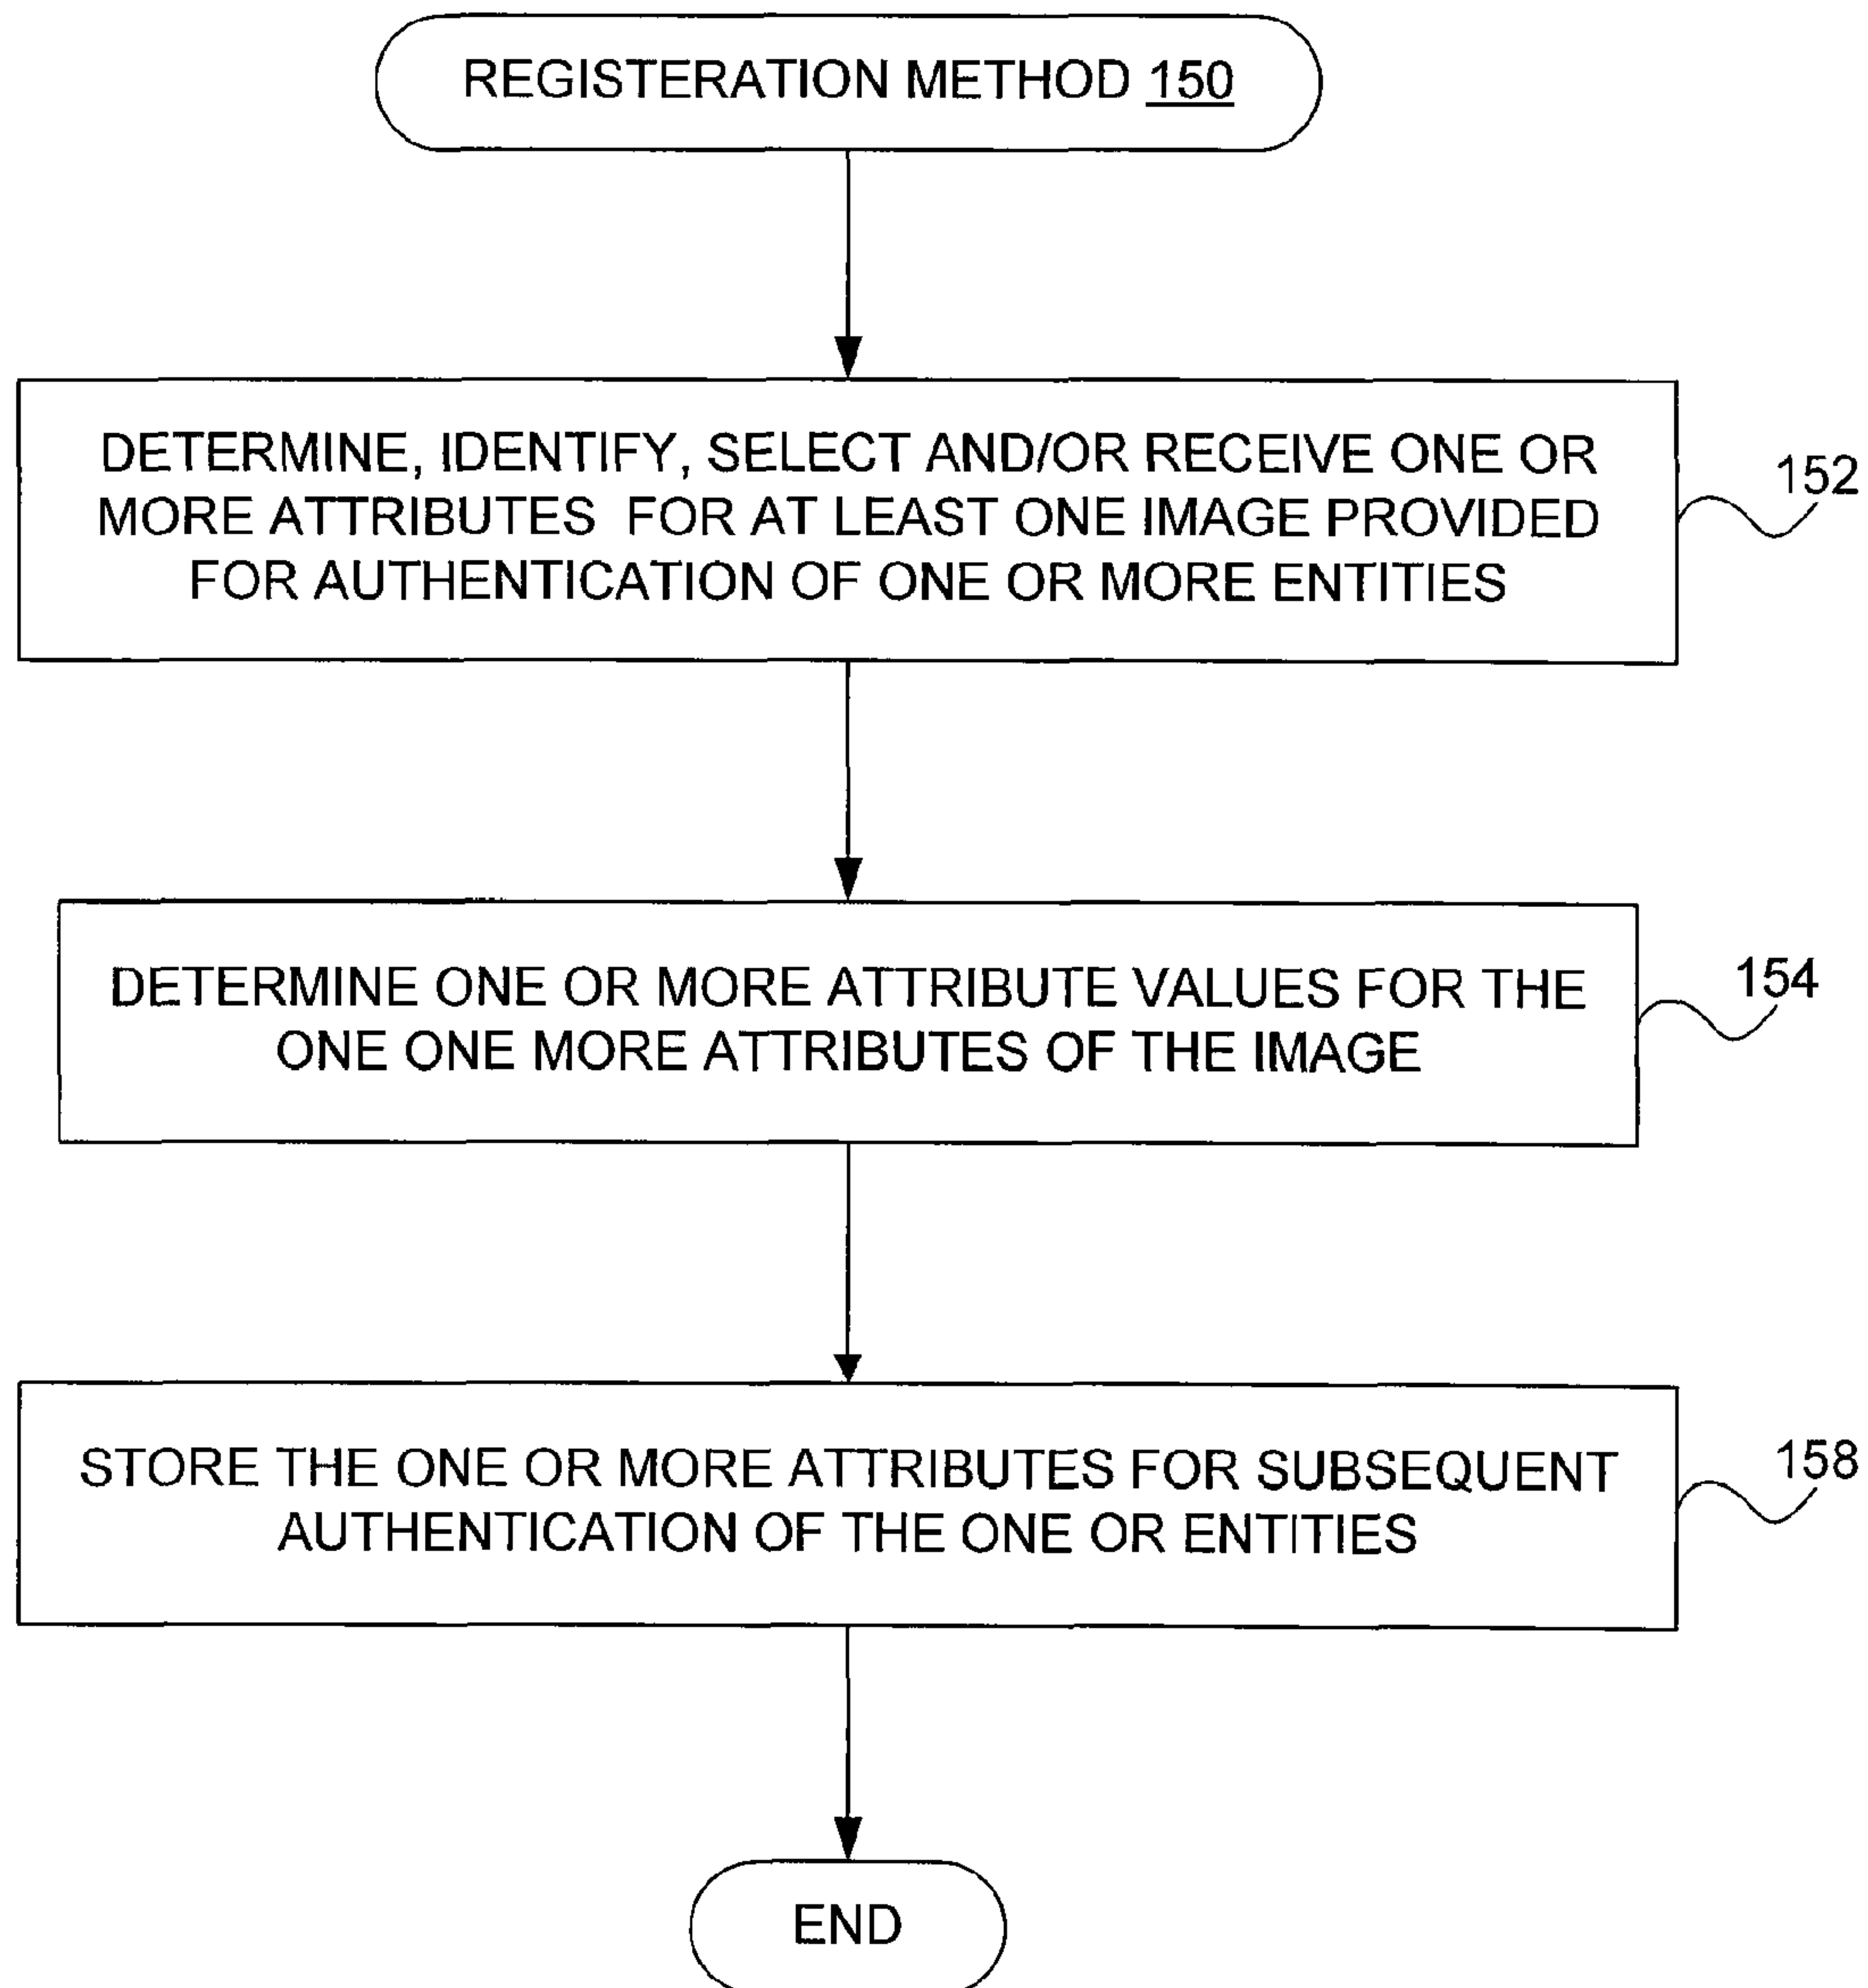 REGISTERATION METHOD 150
DETERMINE, IDENTIFY, SELECT AND/OR RECEIVE ONE OR
MORE ATTRIBUTES FOR AT LEAST ONE IMAGE PROVIDED
FOR AUTHENTICATION OF ONE OR MORE ENTITIES
152
DETERMINE ONE OR MORE ATTRIBUTE VALUES FOR THE
ONE ONE MORE ATTRIBUTES OF THE IMAGE
154
STORE THE ONE OR MORE ATTRIBUTES FOR SUBSEQUENT
AUTHENTICATION OF THE ONE OR ENTITIES
158
END